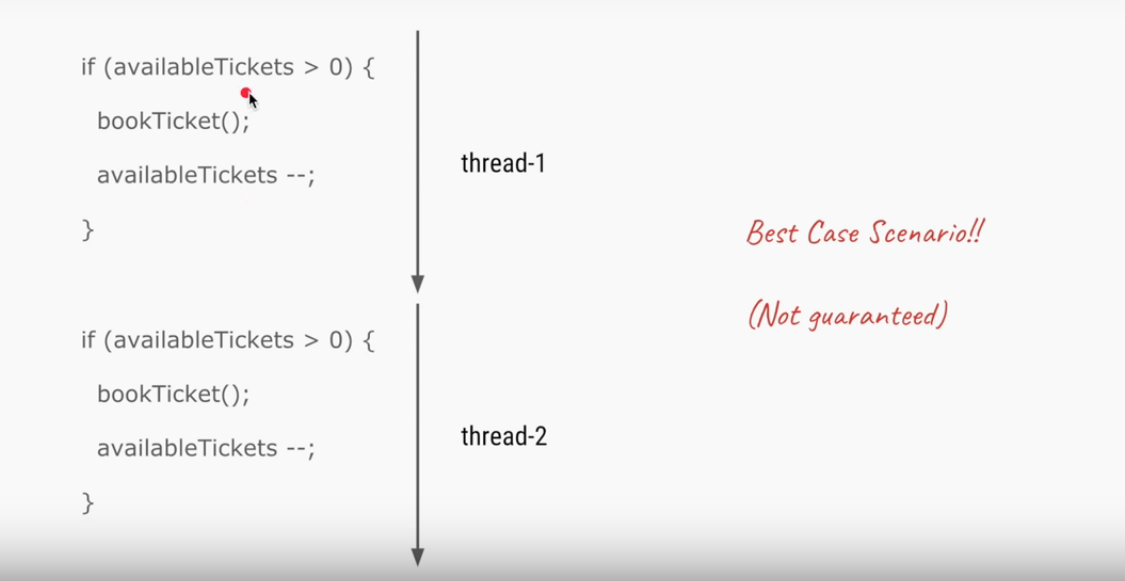 if (availableTickets > 0) {
bookTicket();
availableTickets --;
}
thread-1
Best Case Scenario!!
(Not guaranteed)
if (availableTickets > 0) {
bookTicket();
availableTickets --;
}
thread-2